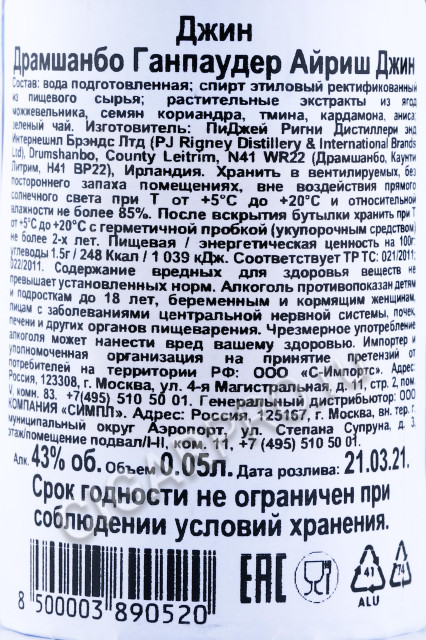 Джин
Драмшанбо Ганпаудер Айриш Джин
Состав: вода подготовленная; спирт этиловый ректификованный
из пищевого сырья; растительные экстракты из ягод
можжевельника, семян кориандра, тмина, кардамона, аниса;
зеленый чай. Изготовитель: ПиДжей Ригни Дистиллери энд
Интернешнл Брэндс Лтд (PJ Rigney Distillery & International Brands
Ltd), Drumshanbo, County Leitrim, N41 WR22 (Драмшанбо, Каунти
Литрим, Н41 ВР22), Ирландия. Хранить в вентилируемых, без
постороннего запаха помещениях, вне воздействия прямого
солнечного света при Т от +5°С до +20°С и относительной
влажности не более 85%. После вскрытия бутылки хранить при Т
от +5°С до +20°С с герметичной пробкой (укупорочным средством)
не более 2-х лет. Пищевая / энергетическая ценность на 100г:
углеводы 1.5г / 248 Ккал / 1 039 кДж. Соответствует ТР ТС: 021/2011;
022/2011. Содержание вредных для здоровья веществ не
превышает установленных норм. Алкоголь противопоказан детям
и подросткам до 18 лет, беременным и кормящим женщинам,
лицам с заболеваниями центральной нервной системы, почек,
печени и других органов пищеварения. Чрезмерное употребление
алкоголя может нанести вред вашему здоровью. Импортер и
уполномоченная организация на принятие претензий от
потребителей на территории РФ: ООО «С-Импортс». Адрес:
Россия, 123308, г. Москва, ул. 4-я Магистральная, д. 11, стр. 2, пом.
V, комн. 83. +7(495) 510 50 01. Генеральный дистрибьютор: ООО
«КОМПАНИЯ «СИМПЛ». Адрес: Россия, 125167, г. Москва, вн. тер. г.
муниципальный округ Аэропорт, ул. Степана Супруна, д. 3,
этаж/помещение подвал/I-II, ком. 11, +7 (495) 510 50 01.
Алк. 43% об. Объем 0.05л. Дата розлива: 21.03.21.
Срок годности не ограничен при
соблюдении условий хранения.
EAC
41
74
ALU
8 500003 890520